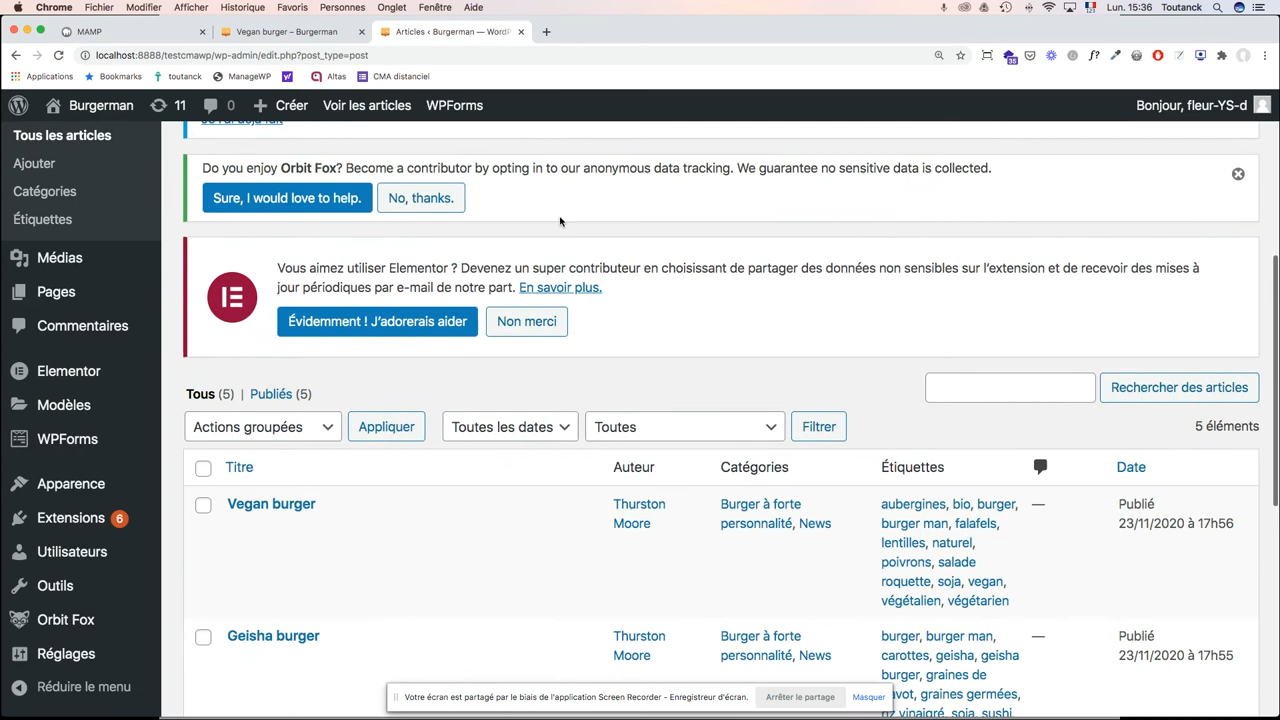 Chrome Fichier Modifier Afficher Historique Favoris Personnes Onglet Fenêtre Aide Lun. 15:36 Toutanck
MAMP × Vegan burger – Burgerman × Articles ‹ Burgerman — WordP × +
localhost:8888/testcmawp/wp-admin/edit.php?post_type=post
Applications Bookmarks toutanck ManageWP Altas CMA distanciel
Burgerman 11 0 Créer Voir les articles WPForms Bonjour, fleur-YS-d
Tous les articles
Ajouter
Catégories
Étiquettes
Médias
Pages
Commentaires
Elementor
Modèles
WPForms
Apparence
Extensions 6
Utilisateurs
Outils
Orbit Fox
Réglages
Réduire le menu
Do you enjoy Orbit Fox? Become a contributor by opting in to our anonymous data tracking. We guarantee no sensitive data is collected.
Sure, I would love to help. No, thanks.
Vous aimez utiliser Elementor ? Devenez un super contributeur en choisissant de partager des données non sensibles sur l’extension et de recevoir des mises à
jour périodiques par e-mail de notre part. En savoir plus.
Évidemment ! J’adorerais aider Non merci
Tous (5) | Publiés (5) Rechercher des articles
Actions groupées Appliquer Toutes les dates Toutes Filtrer 5 éléments
Titre Auteur Catégories Étiquettes Date
Vegan burger Thurston Burger à forte aubergines, bio, burger, — Publié
Moore personnalité, News burger man, falafels, 23/11/2020 à 17h56
lentilles, naturel,
poivrons, salade
roquette, soja, vegan,
végétalien, végétarien
Geisha burger Thurston Burger à forte burger, burger man, — Publié
Moore personnalité, News carottes, geisha, geisha 23/11/2020 à 17h55
burger, graines de
graines germées,
vinaigré, soja, sushi,
Votre écran est partagé par le biais de l'application Screen Recorder - Enregistreur d'écran. Arrêter le partage Masquer